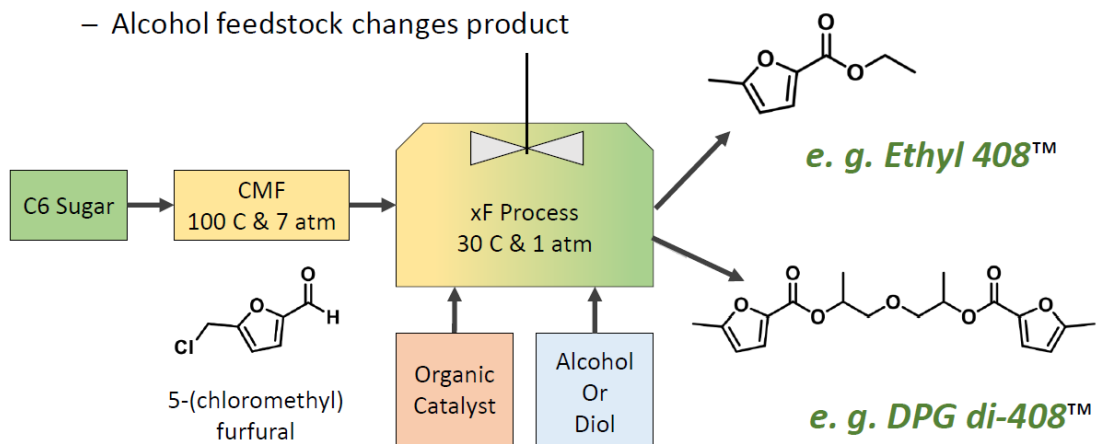 – Alcohol feedstock changes product
O
O
O
e. g. Ethyl 408™
C6 Sugar
CMF
100 C & 7 atm
xF Process
30 C & 1 atm
O
O
H
Cl
5-(chloromethyl)
furfural
Organic
Catalyst
Alcohol
Or
Diol
O
O
O
O
O
O
O
e. g. DPG di-408™